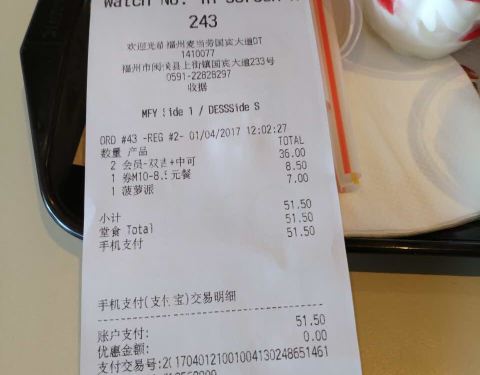 Watch No. in Screen
243
欢迎光临福州麦当劳国宾大道DT
1410077
福州市闽侯县上街镇国宾大道233号
0591-22828297
收据
MFY Side 1 / DESSSide S
ORD #43 -REG #2- 01/04/2017 12:02:27
数量 产品 TOTAL
2 会员-双吉+中可 36.00
1 券M10-8.5元餐 8.50
1 菠萝派 7.00
小计 51.50
堂食 Total 51.50
手机支付 51.50
手机支付(支付宝)交易明细
账户支付: 51.50
优惠金额: 0.00
支付交易号:2017040121001004130248651461